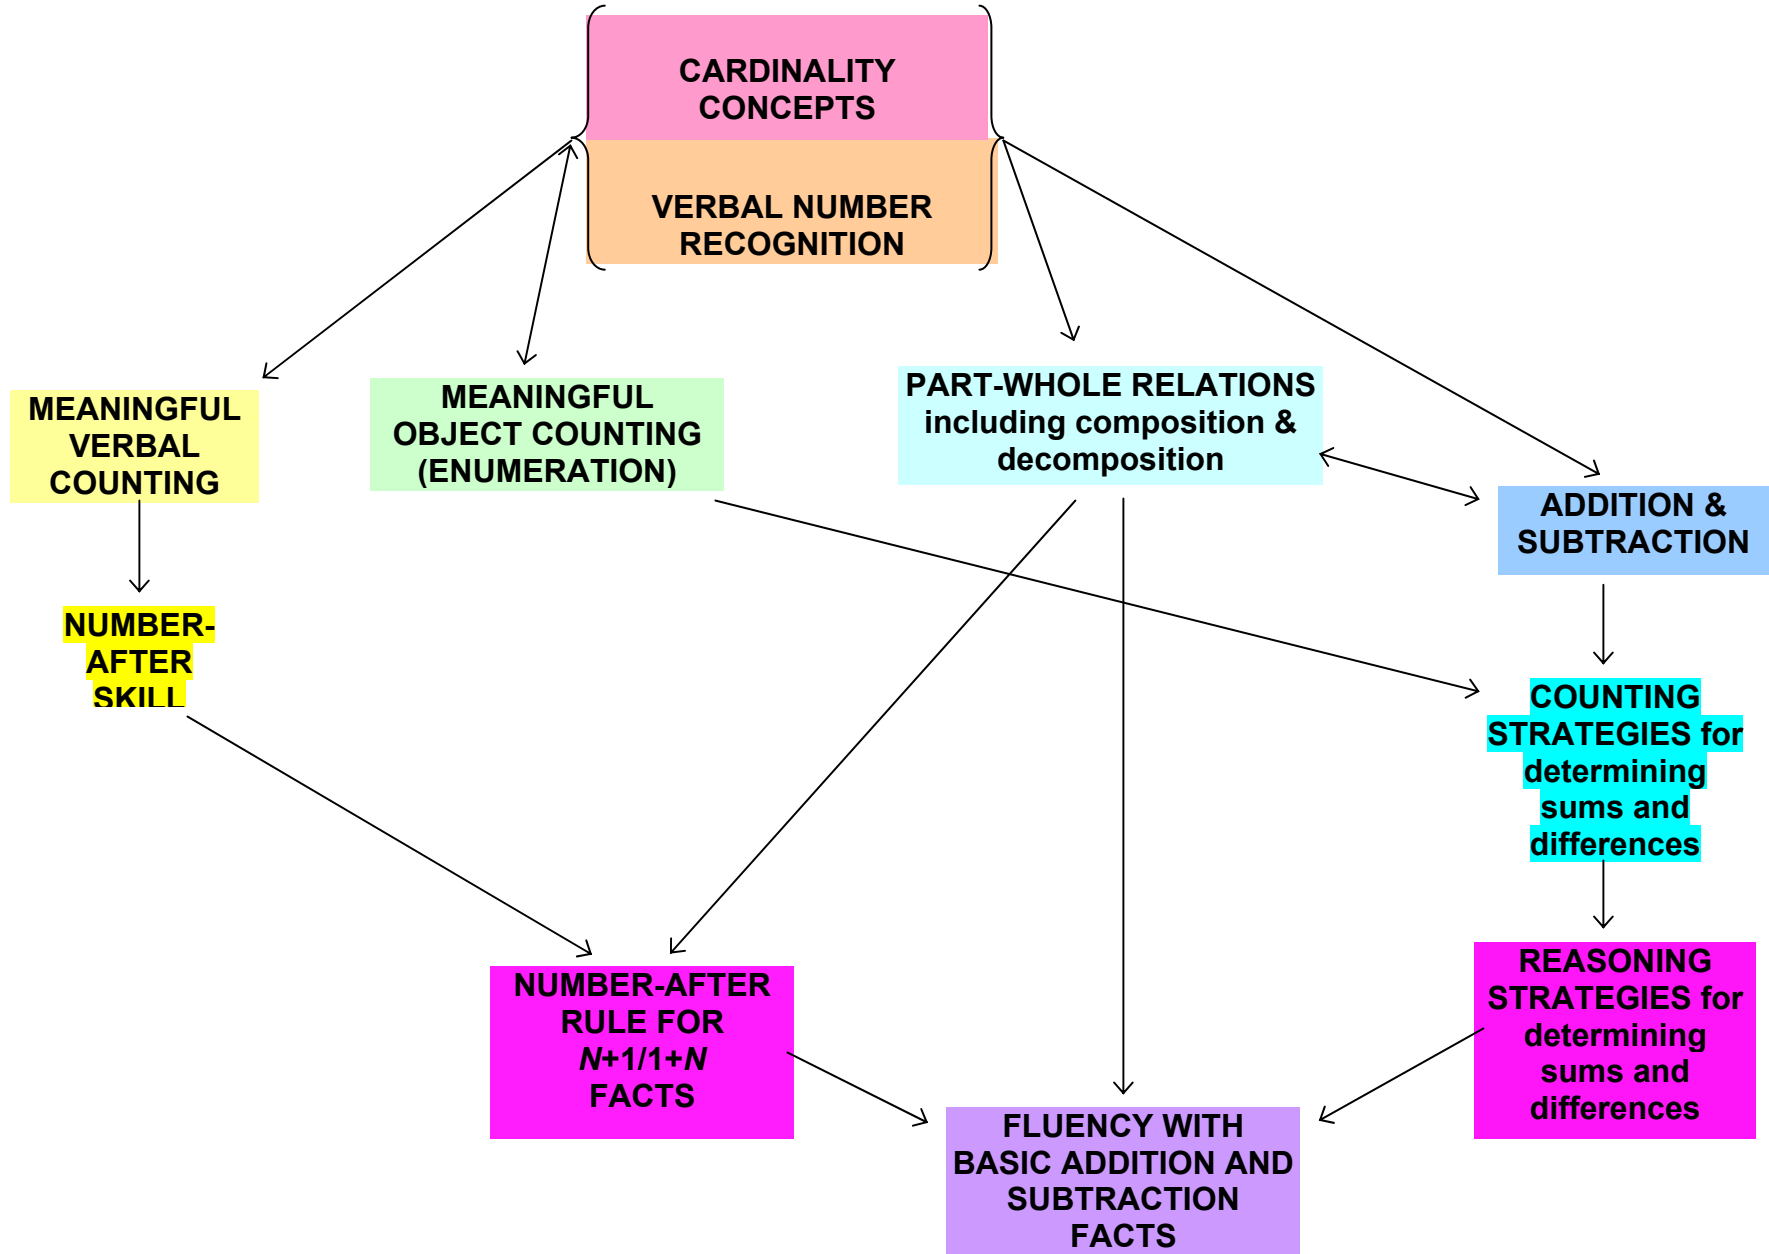 CARDINALITY
CONCEPTS
VERBAL NUMBER
RECOGNITION
MEANINGFUL
VERBAL
COUNTING
MEANINGFUL
OBJECT COUNTING
(ENUMERATION)
PART-WHOLE RELATIONS
including composition &
decomposition
ADDITION &
SUBTRACTION
NUMBER-
AFTER
SKILL
COUNTING
STRATEGIES for
determining
sums and
differences
NUMBER-AFTER
RULE FOR
N+1/1+N
FACTS
REASONING
STRATEGIES for
determining
sums and
differences
FLUENCY WITH
BASIC ADDITION AND
SUBTRACTION
FACTS